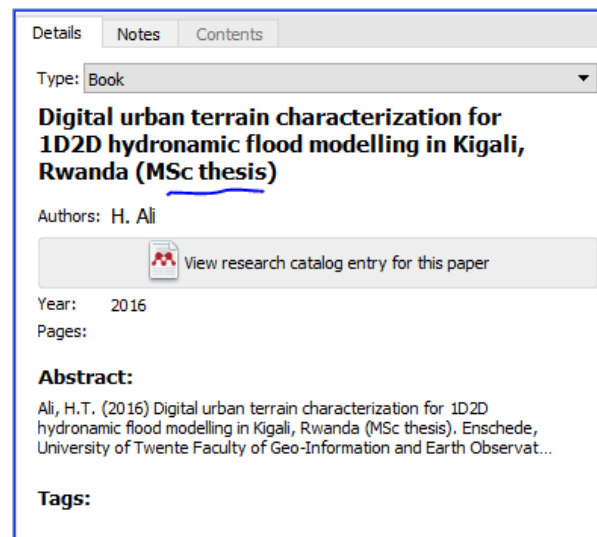 Details Notes Contents
Type: Book
Digital urban terrain characterization for
1D2D hydronamic flood modelling in Kigali,
Rwanda (MSc thesis)
Authors: H. Ali
View research catalog entry for this paper
Year: 2016
Pages:
Abstract:
Ali, H.T. (2016) Digital urban terrain characterization for 1D2D
hydronamic flood modelling in Kigali, Rwanda (MSc thesis). Enschede,
University of Twente Faculty of Geo-Information and Earth Observat...
Tags: